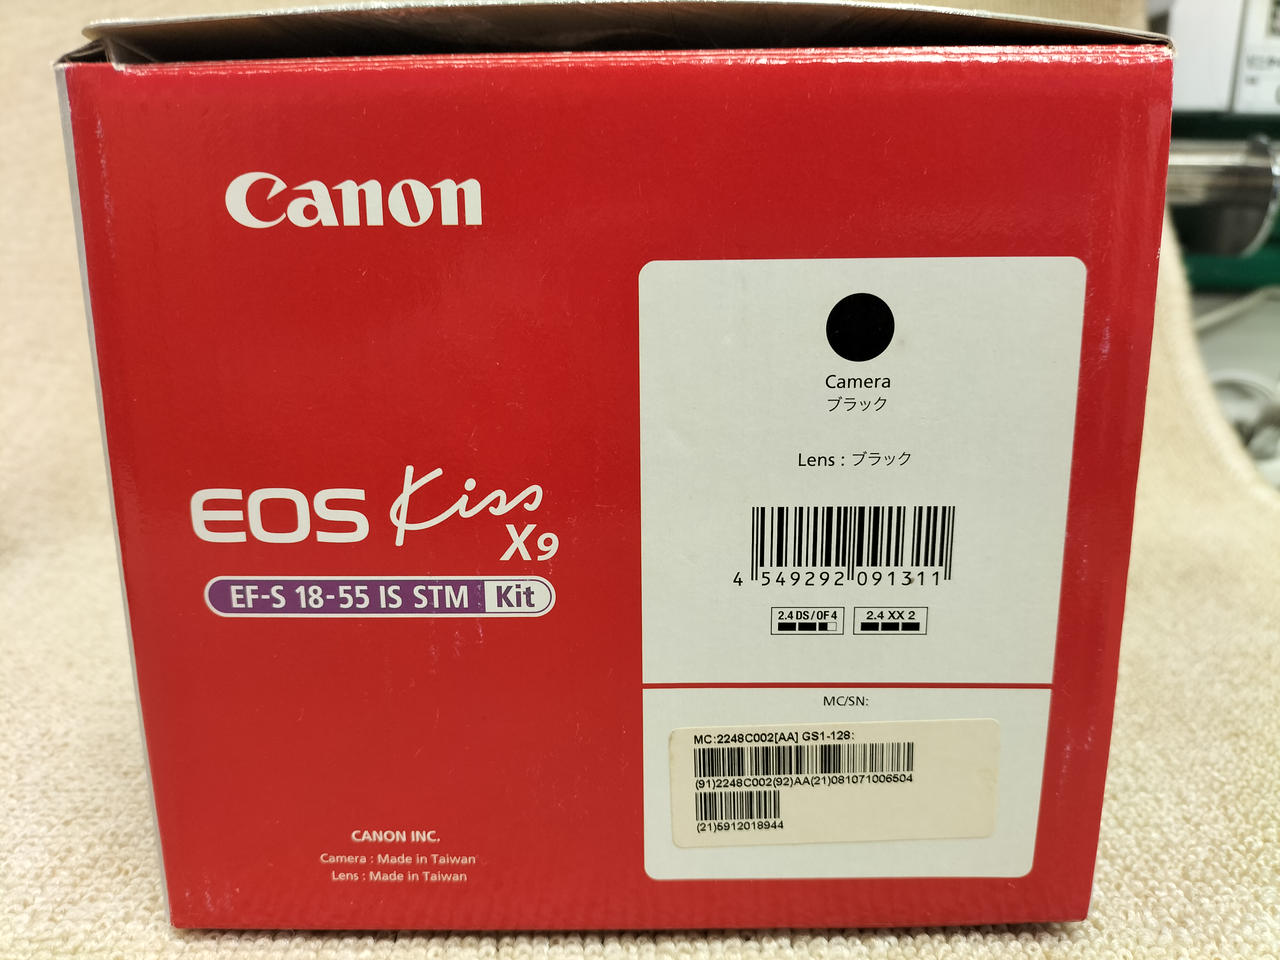 Canon
EOS Kiss
X9
EF-S 18-55 IS STM Kit
CANON INC.
Camera : Made in Taiwan
Lens : Made in Taiwan
Camera
ブラック
Lens : ブラック
4 549292 091311
2.4 DS/0F 4
2.4 XX 2
MC/SN:
MC:2248C002[AA] GS1-128:
(91)2248C002(92)AA(21)081071006504
(21)5912018944